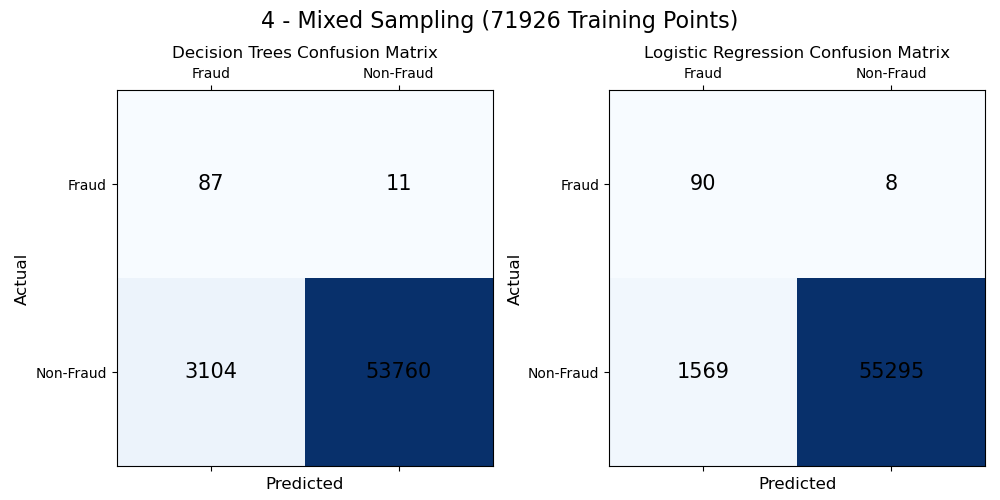 4 - Mixed Sampling (71926 Training Points)
Decision Trees Confusion Matrix
Fraud Non-Fraud
Fraud 87 11
Actual
Non-Fraud 3104 53760
Predicted
Logistic Regression Confusion Matrix
Fraud Non-Fraud
Fraud 90 8
Actual
Non-Fraud 1569 55295
Predicted